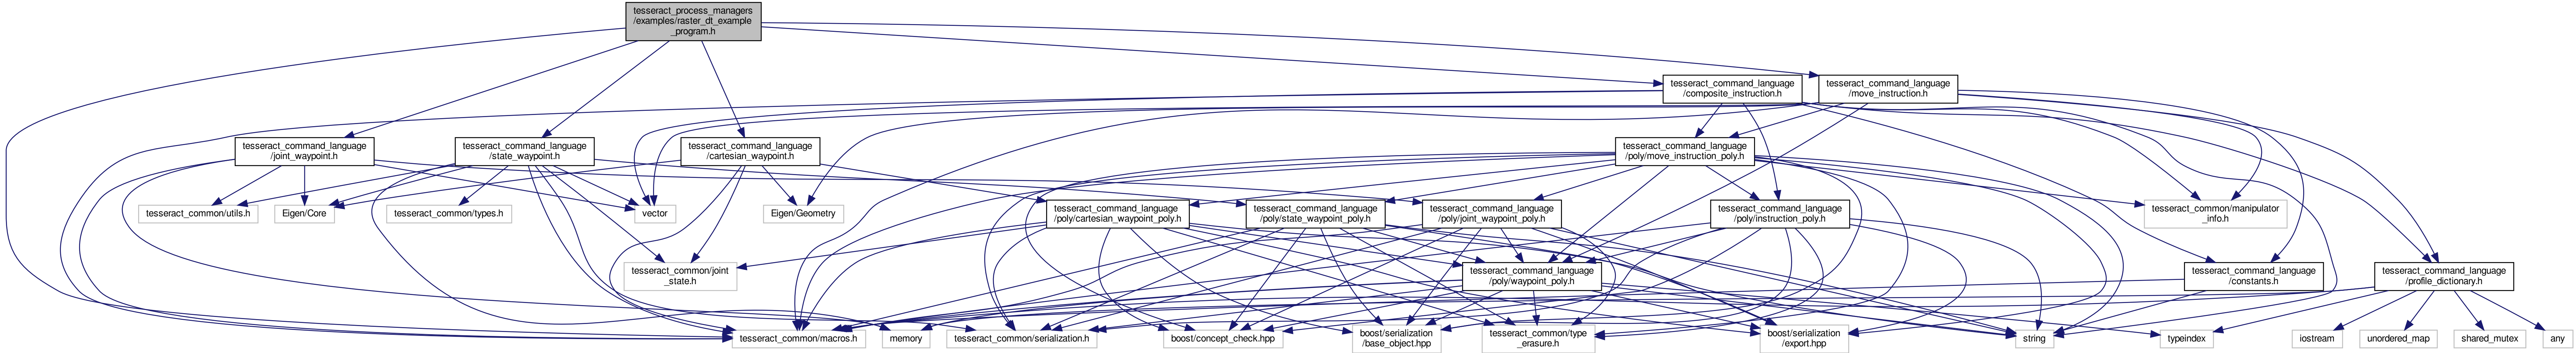 tesseract_process_managers
/examples/raster_dt_example
_program.h
tesseract_command_language
/composite_instruction.h
tesseract_command_language
/move_instruction.h
tesseract_command_language
/joint_waypoint.h
tesseract_command_language
/state_waypoint.h
tesseract_command_language
/cartesian_waypoint.h
tesseract_command_language
/poly/move_instruction_poly.h
tesseract_common/utils.h
Eigen/Core
tesseract_common/types.h
vector
Eigen/Geometry
tesseract_command_language
/poly/cartesian_waypoint_poly.h
tesseract_command_language
/poly/state_waypoint_poly.h
tesseract_command_language
/poly/joint_waypoint_poly.h
tesseract_command_language
/poly/instruction_poly.h
tesseract_common/manipulator
_info.h
tesseract_common/joint
_state.h
tesseract_command_language
/poly/waypoint_poly.h
tesseract_command_language
/constants.h
tesseract_command_language
/profile_dictionary.h
tesseract_common/macros.h
memory
tesseract_common/serialization.h
boost/concept_check.hpp
boost/serialization
/base_object.hpp
tesseract_common/type
_erasure.h
boost/serialization
/export.hpp
string
typeindex
iostream
unordered_map
shared_mutex
any